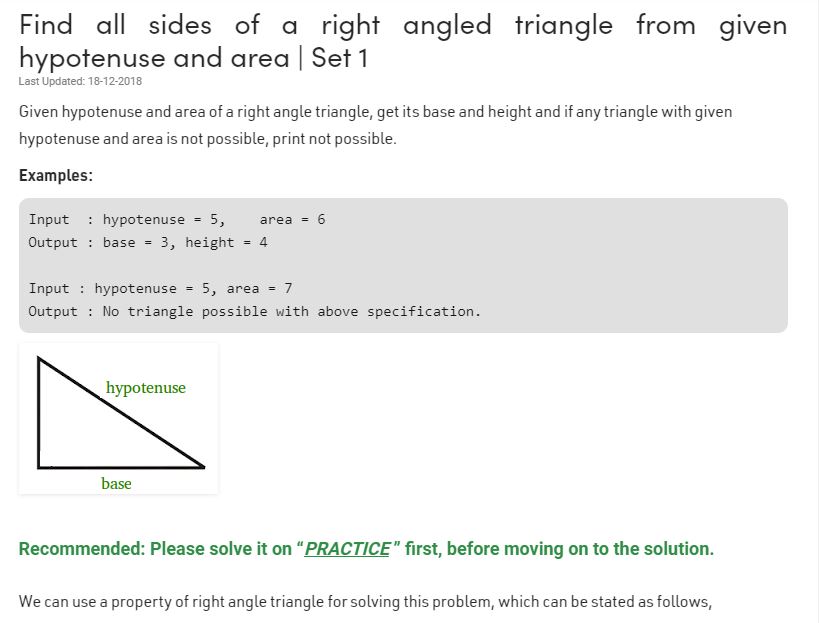 Find all sides of a right angled triangle from given
hypotenuse and area | Set 1
Last Updated: 18-12-2018
Given hypotenuse and area of a right angle triangle, get its base and height and if any triangle with given
hypotenuse and area is not possible, print not possible.
Examples:
Input  : hypotenuse = 5,    area = 6
Output : base = 3, height = 4
Input : hypotenuse = 5, area = 7
Output : No triangle possible with above specification.
hypotenuse
base
Recommended: Please solve it on “PRACTICE” first, before moving on to the solution.
We can use a property of right angle triangle for solving this problem, which can be stated as follows,